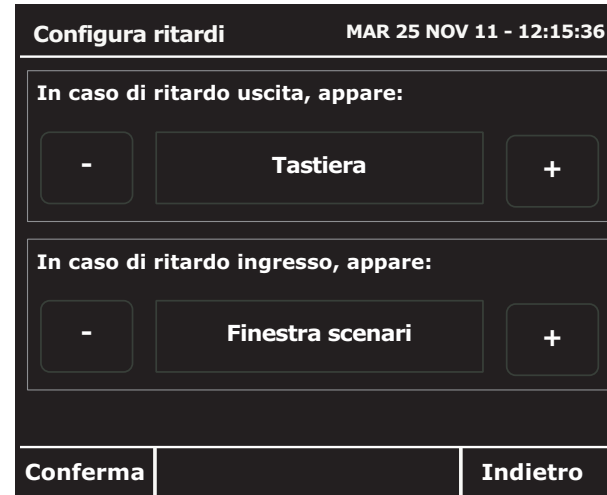 Configura ritardi MAR 25 NOV 11 - 12:15:36
In caso di ritardo uscita, appare:
- Tastiera +
In caso di ritardo ingresso, appare:
- Finestra scenari +
Conferma Indietro